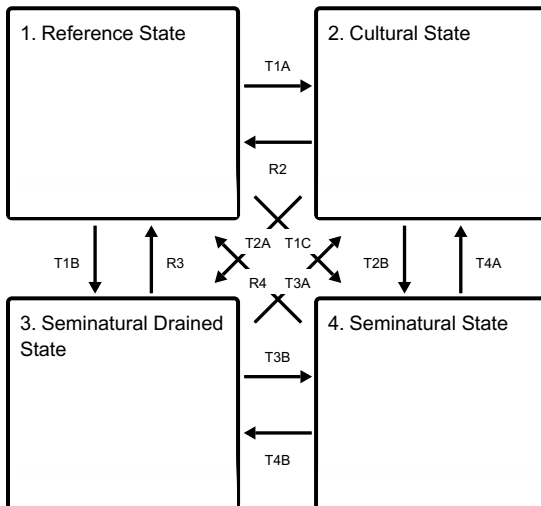 1. Reference State
2. Cultural State
T1A
R2
T2A
T1C
T1B
R3
T2B
T4A
R4
T3A
3. Seminatural Drained
State
4. Seminatural State
T3B
T4B